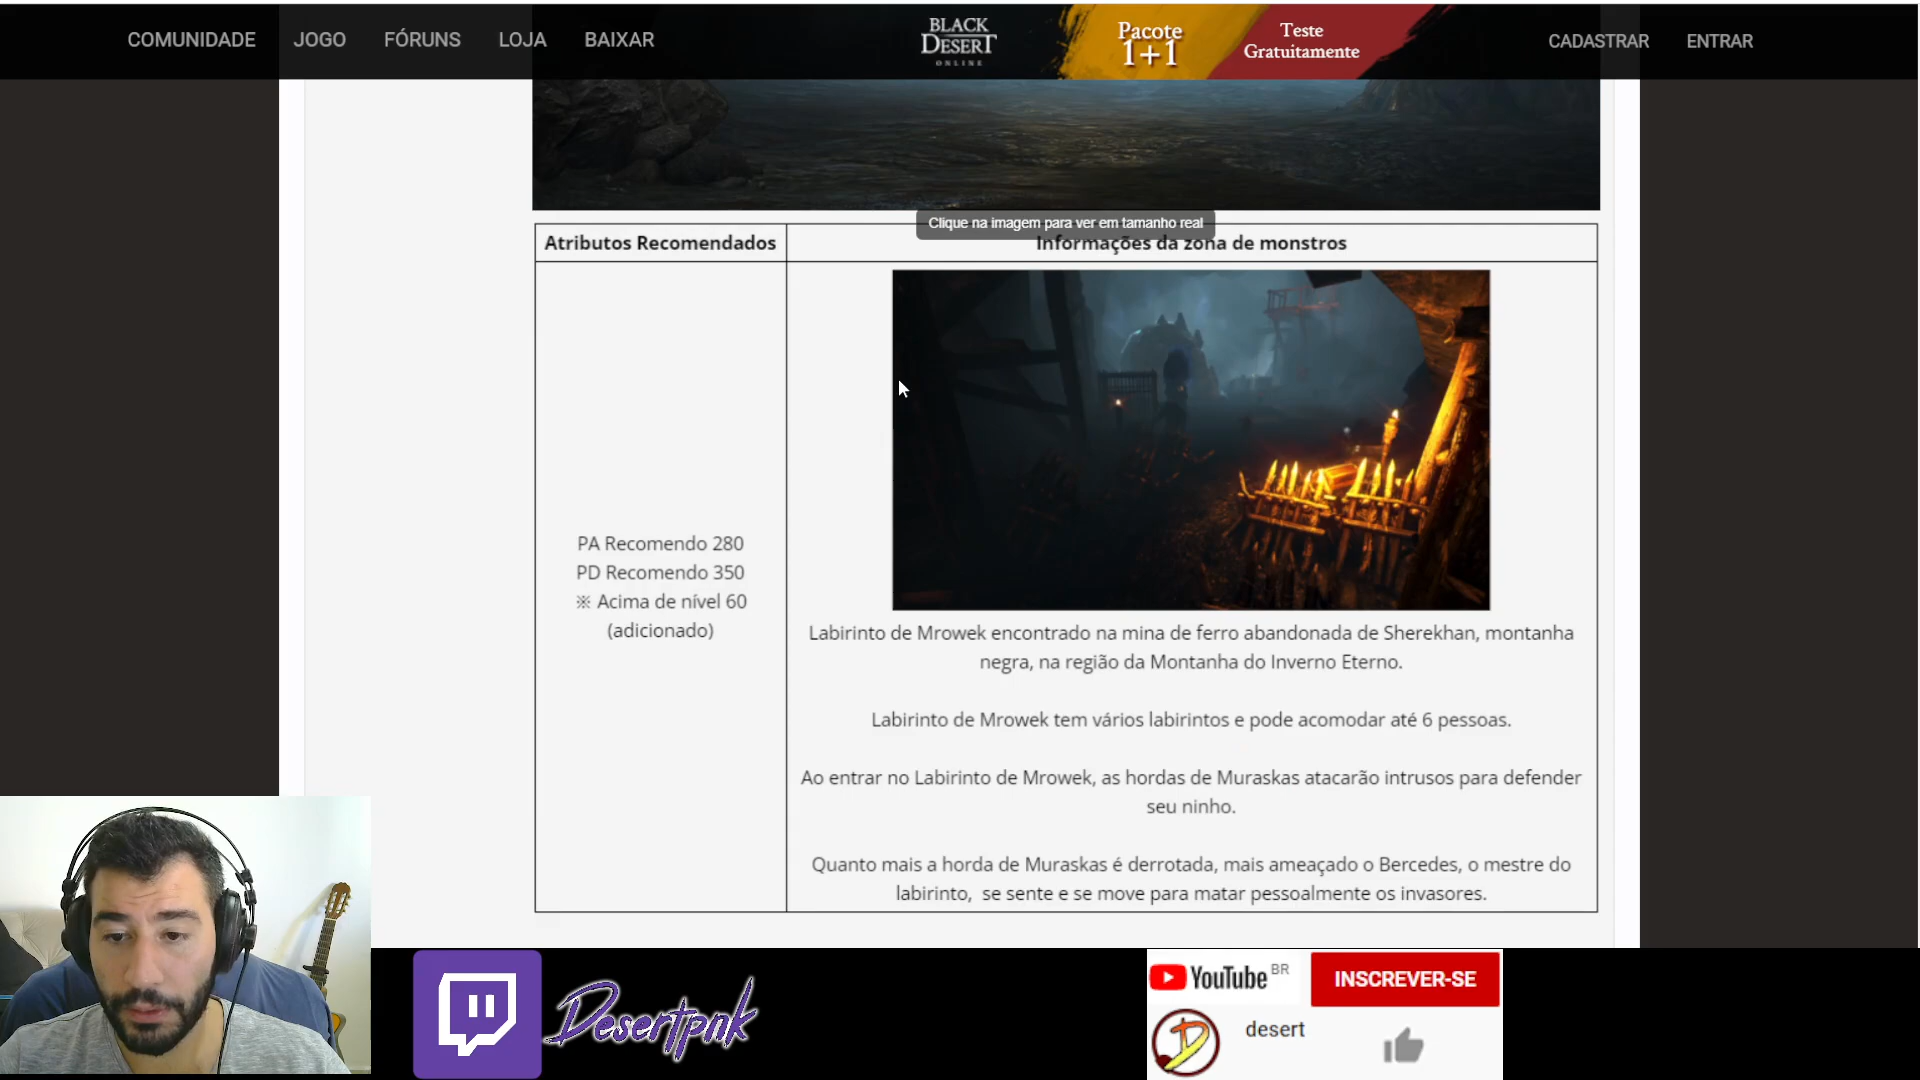 COMUNIDADE JOGO FÓRUNS LOJA BAIXAR
BLACK
DESERT
ONLINE
Pacote
1+1
Teste
Gratuitamente
CADASTRAR ENTRAR
Clique na imagem para ver em tamanho real
Atributos Recomendados
Informações da zona de monstros
PA Recomendo 280
PD Recomendo 350
※ Acima de nível 60
(adicionado)
Labirinto de Mrowek encontrado na mina de ferro abandonada de Sherekhan, montanha
negra, na região da Montanha do Inverno Eterno.
Labirinto de Mrowek tem vários labirintos e pode acomodar até 6 pessoas.
Ao entrar no Labirinto de Mrowek, as hordas de Muraskas atacarão intrusos para defender
seu ninho.
Quanto mais a horda de Muraskas é derrotada, mais ameaçado o Bercedes, o mestre do
labirinto, se sente e se move para matar pessoalmente os invasores.
Desertpnk
YouTube BR
INSCREVER-SE
D
desert